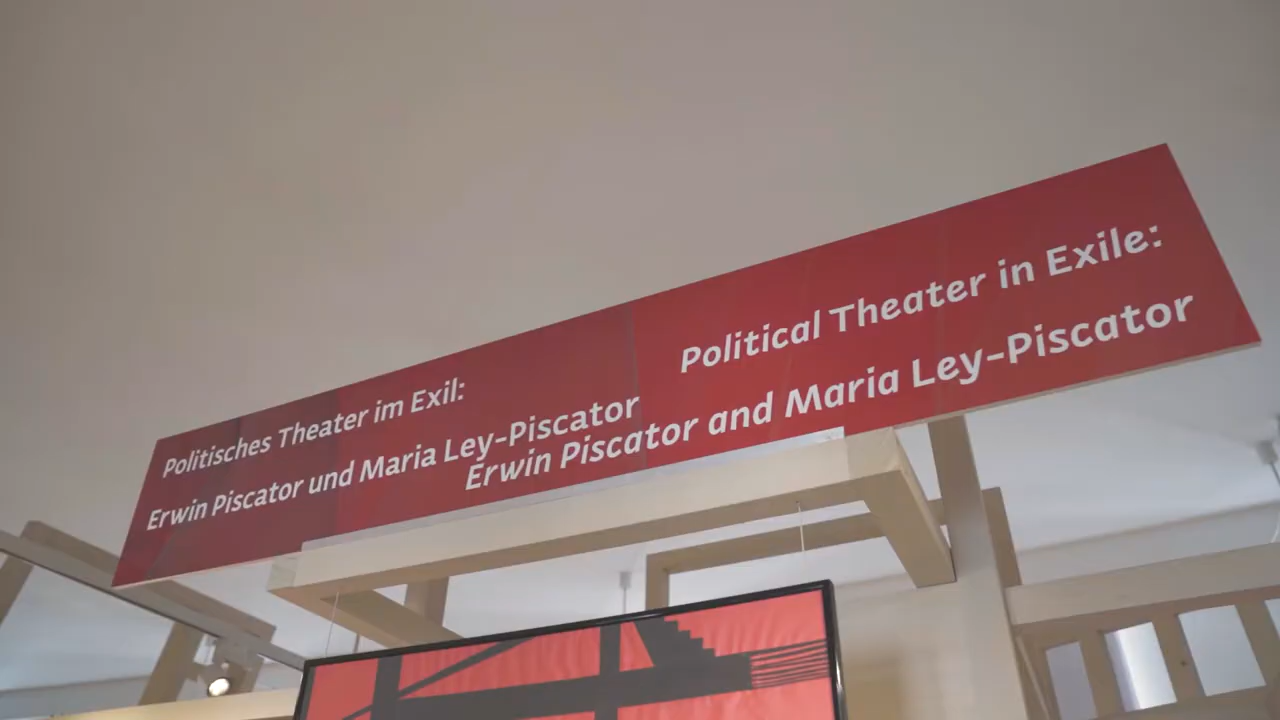 Politisches Theater im Exil:
Erwin Piscator und Maria Ley-Piscator
Political Theater in Exile:
Erwin Piscator and Maria Ley-Piscator